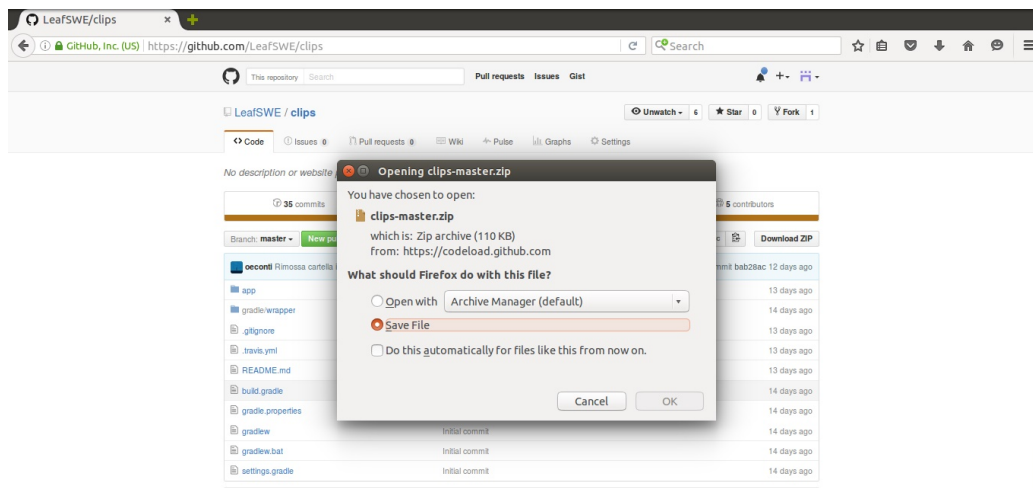 LeafSWE/clips
GitHub, Inc. (US) https://github.com/LeafSWE/clips Search
This repository Search Pull requests Issues Gist
LeafSWE / clips Unwatch 6 Star 0 Fork 1
Code Issues 0 Pull requests 0 Wiki Pulse Graphs Settings
No description or website
Opening clips-master.zip
You have chosen to open:
clips-master.zip
which is: Zip archive (110 KB)
from: https://codeload.github.com
What should Firefox do with this file?
Open with Archive Manager (default)
Save File
Do this automatically for files like this from now on.
Cancel OK
35 commits 5 contributors
Branch: master New pu Download ZIP
oeconti Rimossa cartella bab28ac 12 days ago
app 13 days ago
gradle/wrapper 14 days ago
.gitignore 13 days ago
.travis.yml 13 days ago
README.md 13 days ago
build.gradle 14 days ago
gradle.properties 14 days ago
gradlew Initial commit 14 days ago
gradlew.bat Initial commit 14 days ago
settings.gradle Initial commit 14 days ago